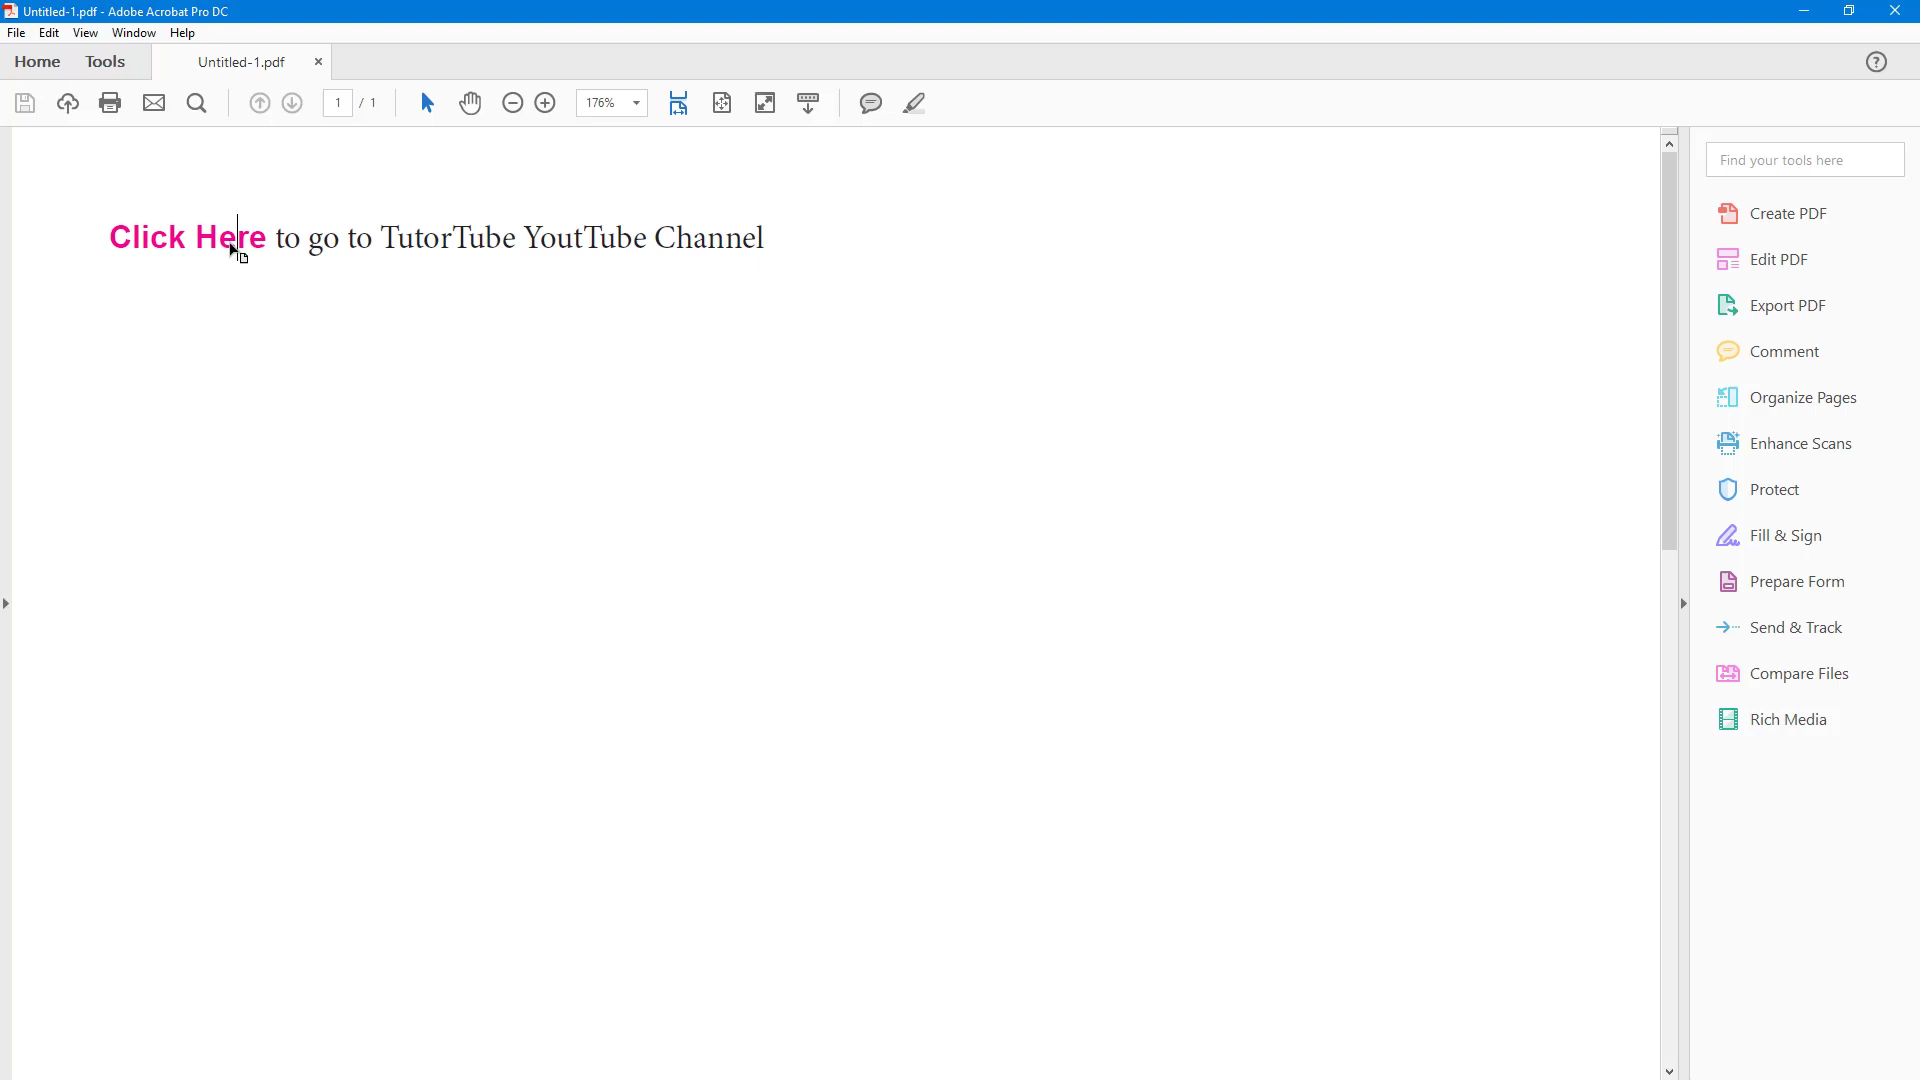 Untitled-1.pdf - Adobe Acrobat Pro DC
File Edit View Window Help
Home Tools Untitled-1.pdf
1 / 1 176%
Find your tools here
Click Here to go to TutorTube YoutTube Channel
Create PDF
Edit PDF
Export PDF
Comment
Organize Pages
Enhance Scans
Protect
Fill & Sign
Prepare Form
Send & Track
Compare Files
Rich Media